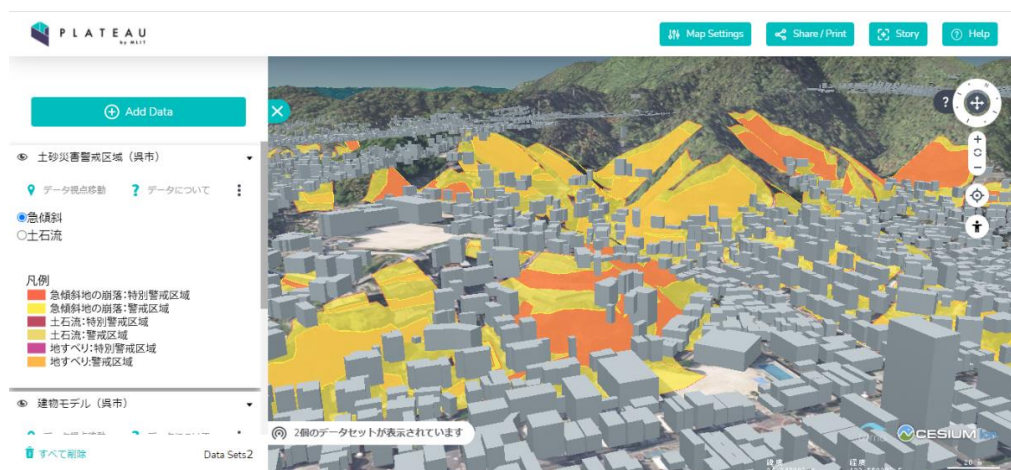 PLATEAU
by MLIT
Map Settings
Share / Print
Story
Help
Add Data
土砂災害警戒区域（呉市）
データ視点移動
? データについて
急傾斜
土石流
凡例
急傾斜地の崩落:特別警戒区域
急傾斜地の崩落:警戒区域
土石流:特別警戒区域
土石流:警戒区域
地すべり:特別警戒区域
地すべり:警戒区域
建物モデル（呉市）
すべて削除
Data Sets2
2個のデータセットが表示されています
?
CESIUM ion